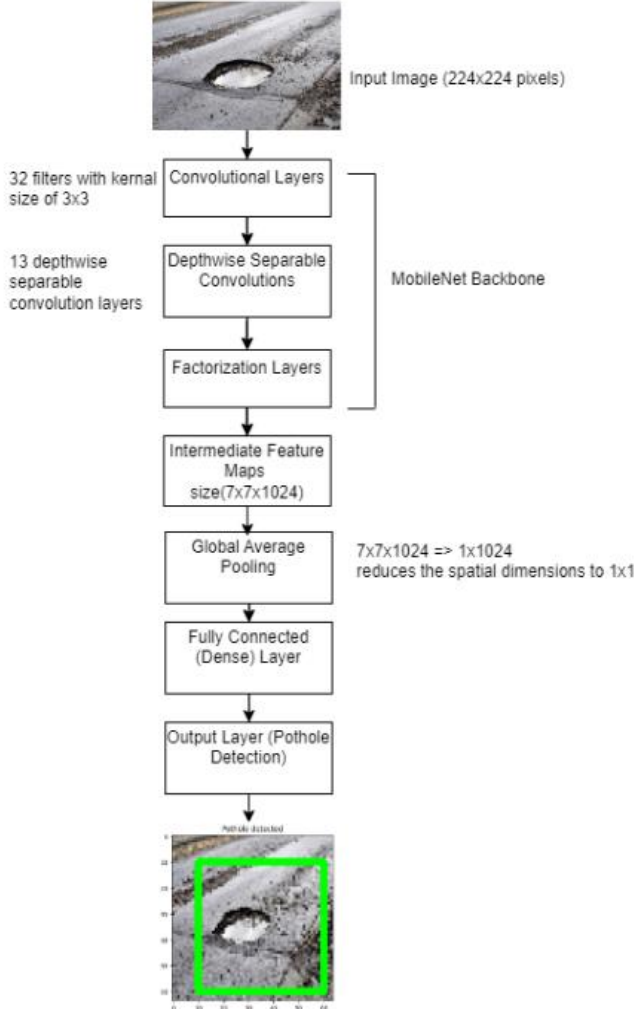 Input Image (224x224 pixels)
32 filters with kernal
size of 3x3
Convolutional Layers
13 depthwise
separable
convolution layers
Depthwise Separable
Convolutions
MobileNet Backbone
Factorization Layers
Intermediate Feature
Maps
size(7x7x1024)
Global Average
Pooling
7x7x1024 => 1x1024
reduces the spatial dimensions to 1x1
Fully Connected
(Dense) Layer
Output Layer (Pothole
Detection)
Pothole detected